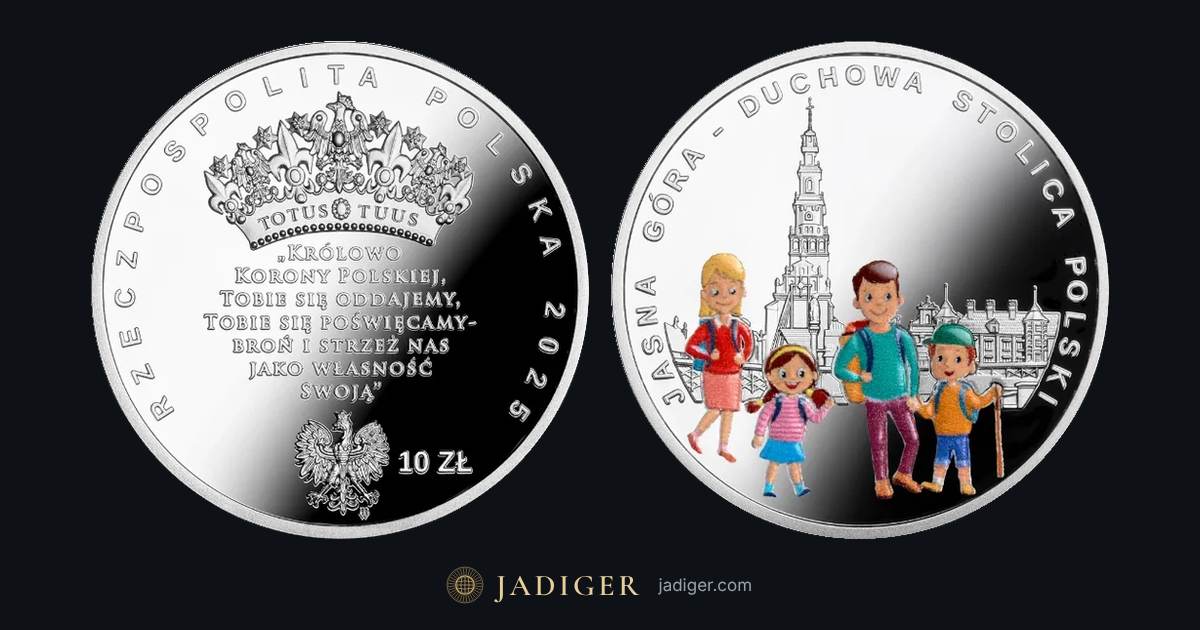 RZECZPOSPOLITA POLSKA 2025
TOTUS TUUS
„KRÓLOWO
KORONY POLSKIEJ,
TOBIE SIĘ ODDAJEMY,
TOBIE SIĘ POŚWIĘCAMY-
BROŃ I STRZEŻ NAS
JAKO WŁASNOŚĆ
SWOJĄ”
10 ZŁ
JASNA GÓRA - DUCHOWA STOLICA POLSKI
JADIGER
jadiger.com